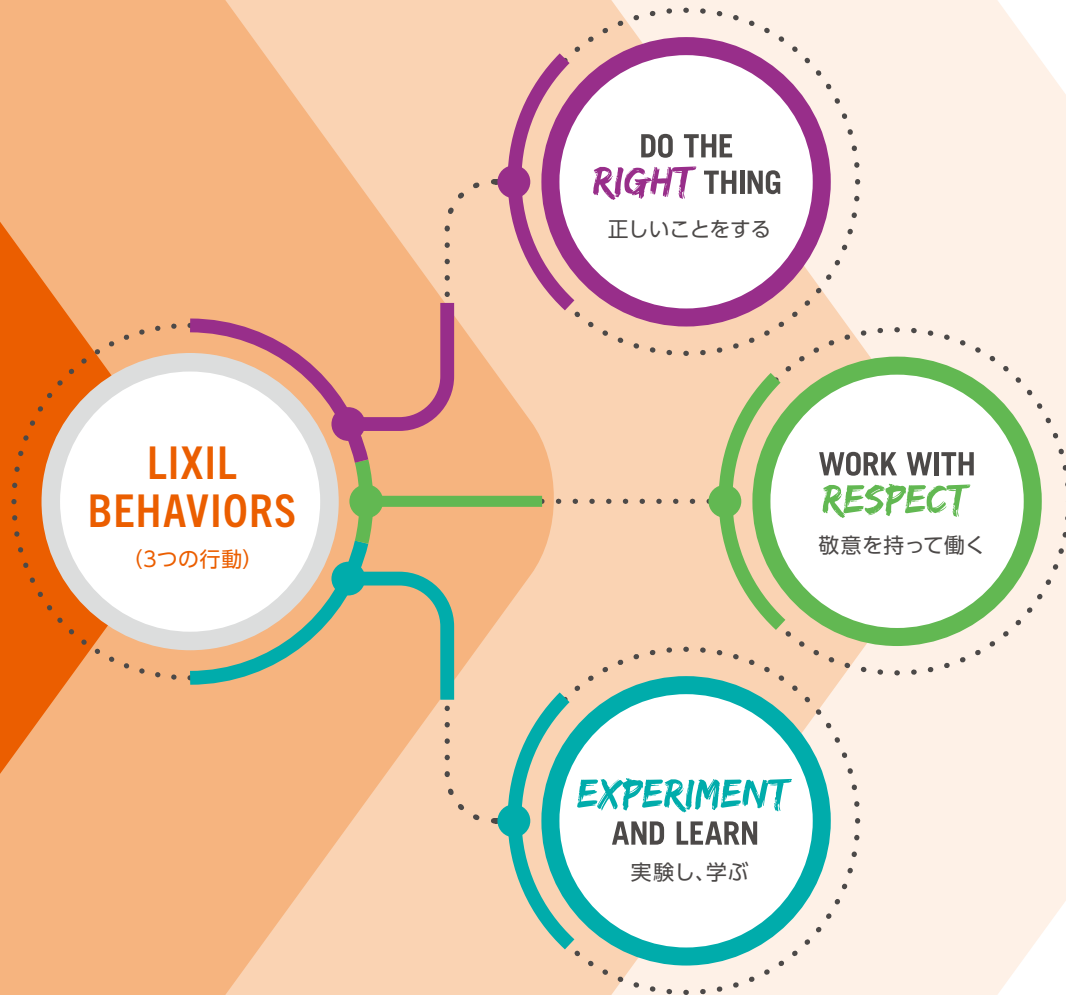 LIXIL
BEHAVIORS
(3つの行動)
DO THE
RIGHT THING
正しいことをする
WORK WITH
RESPECT
敬意を持って働く
EXPERIMENT
AND LEARN
実験し、学ぶ